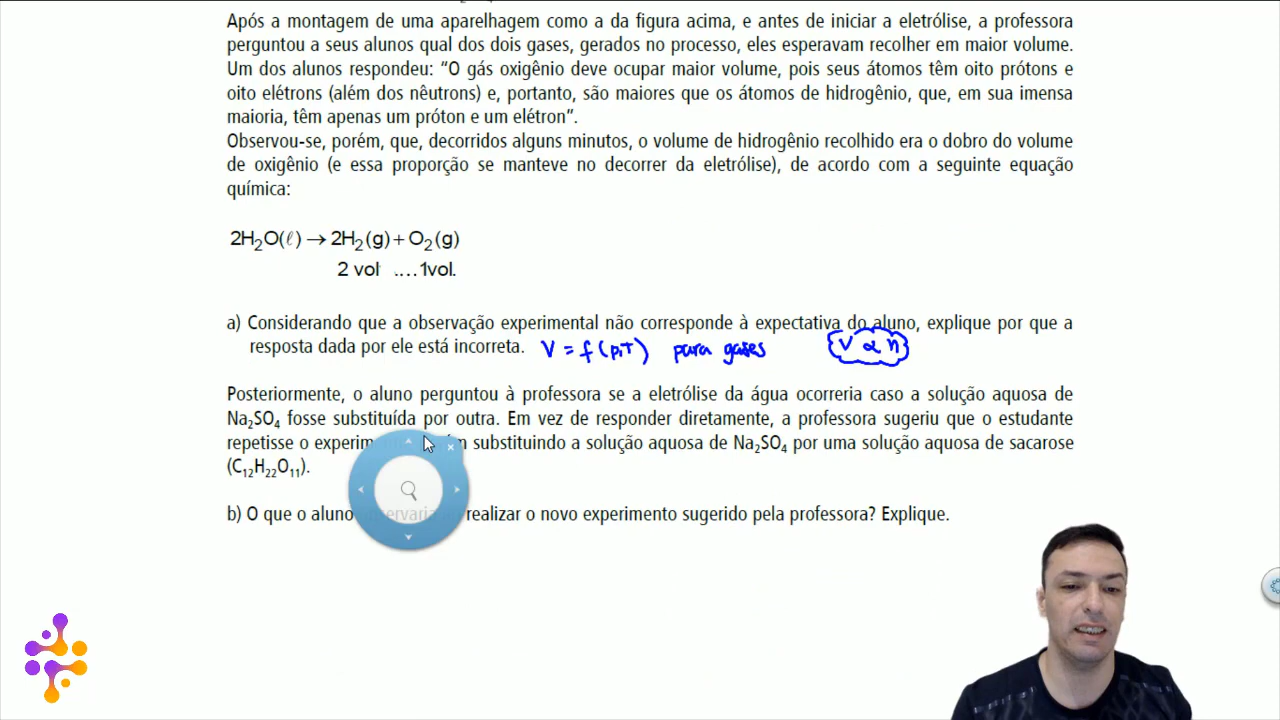 Após a montagem de uma aparelhagem como a da figura acima, e antes de iniciar a eletrólise, a professora
perguntou a seus alunos qual dos dois gases, gerados no processo, eles esperavam recolher em maior volume.
Um dos alunos respondeu: “O gás oxigênio deve ocupar maior volume, pois seus átomos têm oito prótons e
oito elétrons (além dos nêutrons) e, portanto, são maiores que os átomos de hidrogênio, que, em sua imensa
maioria, têm apenas um próton e um elétron”.
Observou-se, porém, que, decorridos alguns minutos, o volume de hidrogênio recolhido era o dobro do volume
de oxigênio (e essa proporção se manteve no decorrer da eletrólise), de acordo com a seguinte equação
química:
2H₂O(ℓ) → 2H₂(g) + O₂(g)
2 vol ....1vol.
a) Considerando que a observação experimental não corresponde à expectativa do aluno, explique por que a
resposta dada por ele está incorreta. V = f(p,T) para gases V ∝ n
Posteriormente, o aluno perguntou à professora se a eletrólise da água ocorreria caso a solução aquosa de
Na₂SO₄ fosse substituída por outra. Em vez de responder diretamente, a professora sugeriu que o estudante
repetisse o substituindo a solução aquosa de Na₂SO₄ por uma solução aquosa de sacarose
(C₁₂H₂₂O₁₁).
b) O que o aluno realizar o novo experimento sugerido pela professora? Explique.